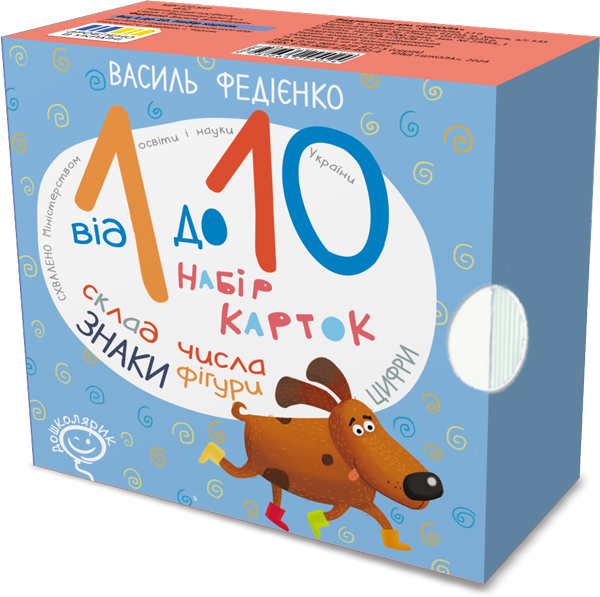 ВАСИЛЬ ФЕДІЄНКО
СХВАЛЕНО Міністерством освіти і науки України
від 1 до 10
НАБІР
КАРТОК
склад числа
ЗНАКИ фігури
ЦИФРИ
дошколярик